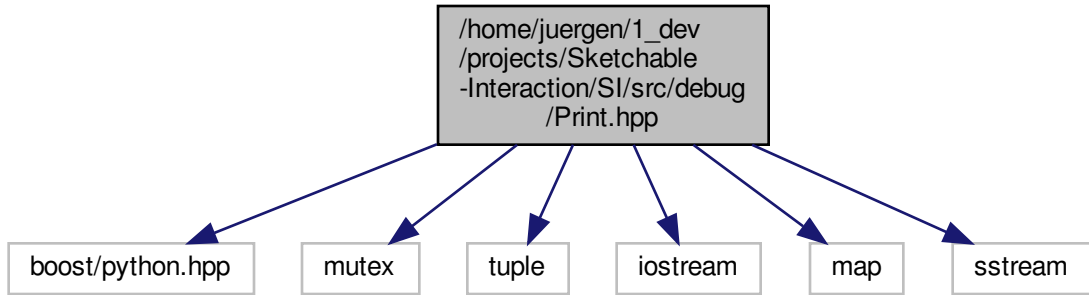 /home/juergen/1_dev
/projects/Sketchable
-Interaction/SI/src/debug
/Print.hpp
boost/python.hpp
mutex
tuple
iostream
map
sstream